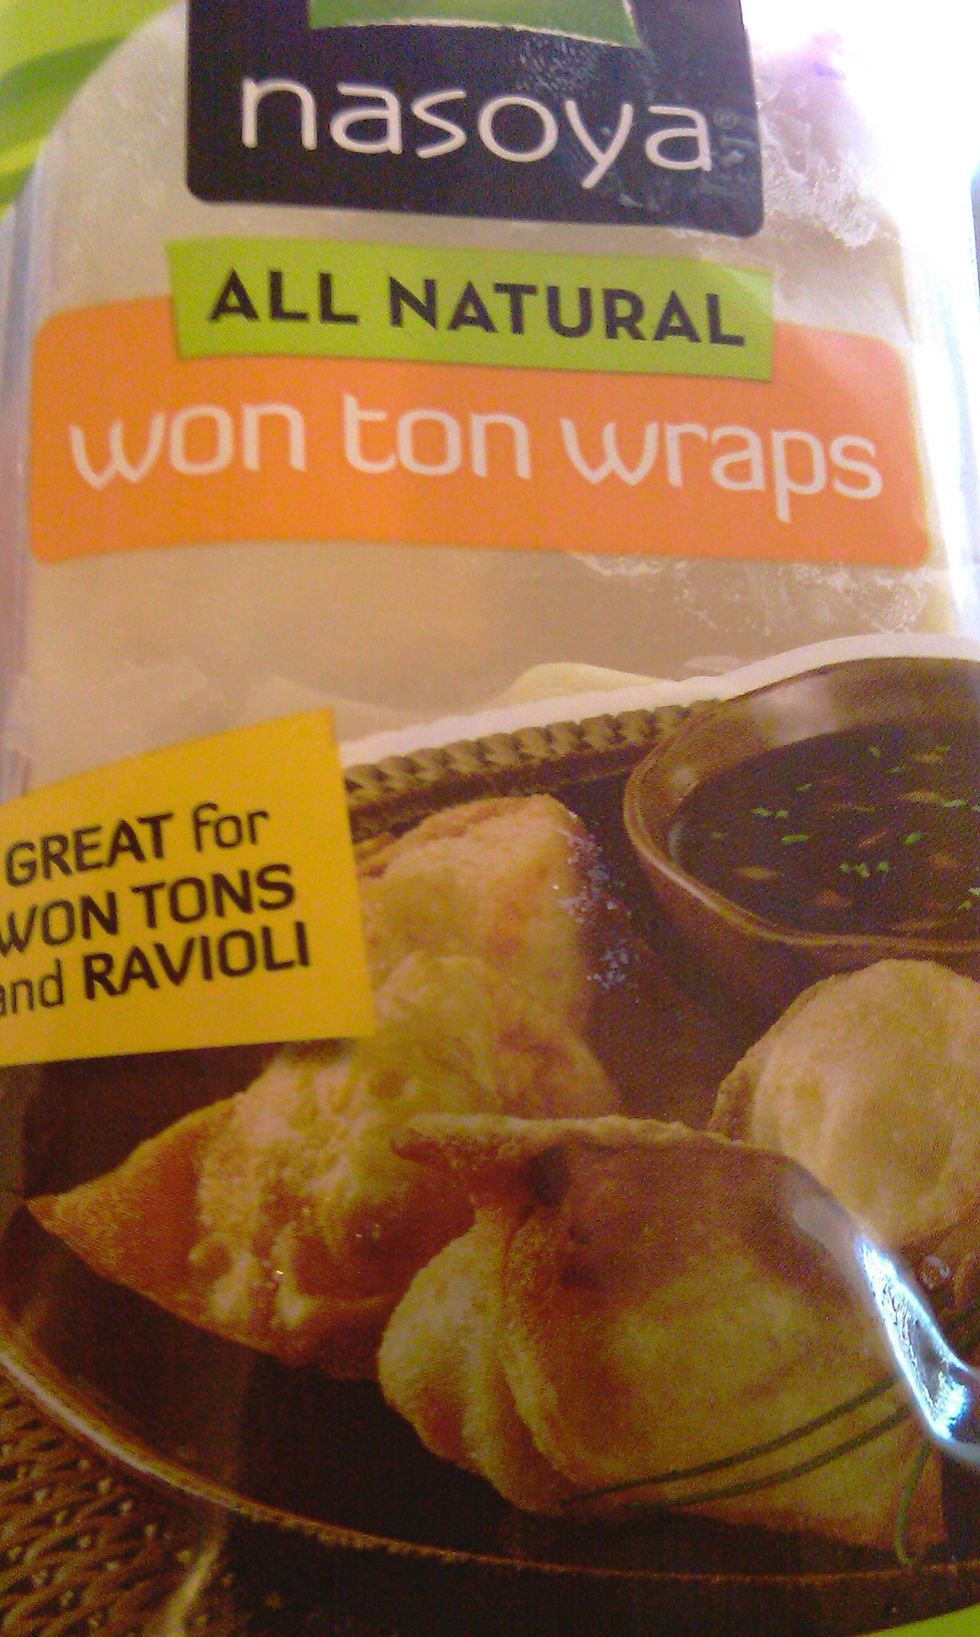 nasoya®
ALL NATURAL
won ton wraps
GREAT for
WON TONS
and RAVIOLI